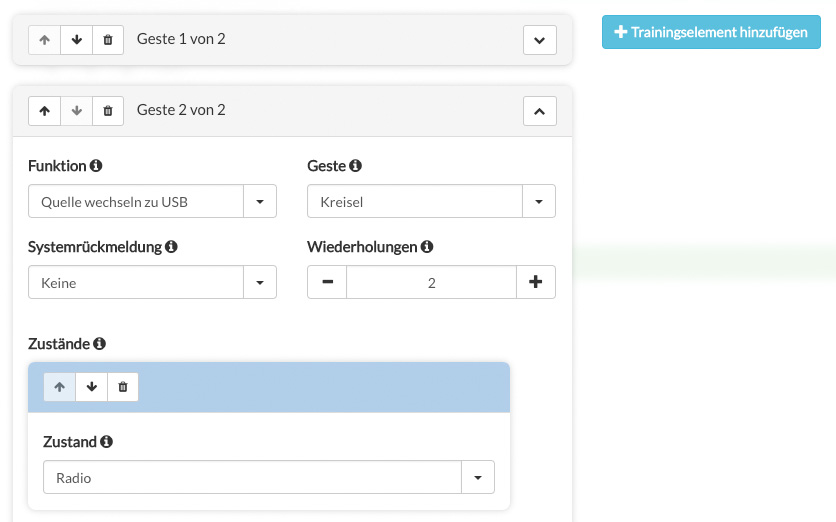 Geste 1 von 2
Trainingselement hinzufügen
Geste 2 von 2
Funktion
Geste
Quelle wechseln zu USB
Kreisel
Systemrückmeldung
Wiederholungen
Keine
2
Zustände
Zustand
Radio